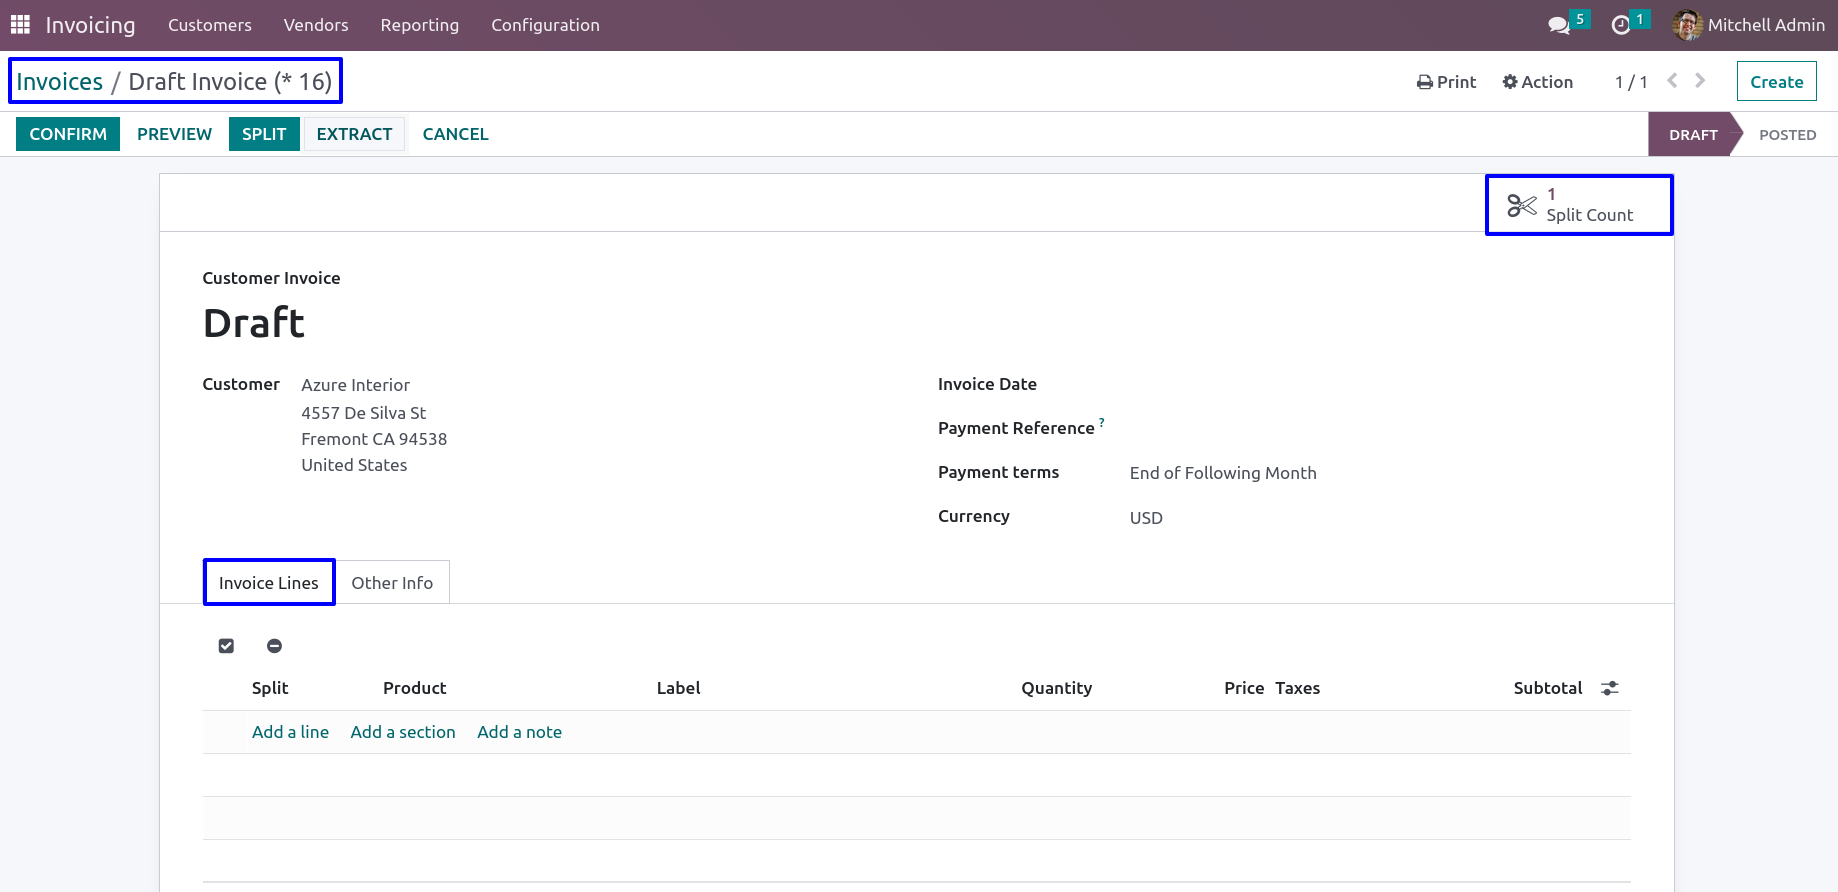 Invoicing Customers Vendors Reporting Configuration 5 1 Mitchell Admin
Invoices / Draft Invoice (* 16) Print Action 1 / 1 Create
CONFIRM PREVIEW SPLIT EXTRACT CANCEL DRAFT POSTED
1
Split Count
Customer Invoice
Draft
Customer Azure Interior
4557 De Silva St
Fremont CA 94538
United States
Invoice Date
Payment Reference ?
Payment terms End of Following Month
Currency USD
Invoice Lines Other Info
Split Product Label Quantity Price Taxes Subtotal
Add a line Add a section Add a note